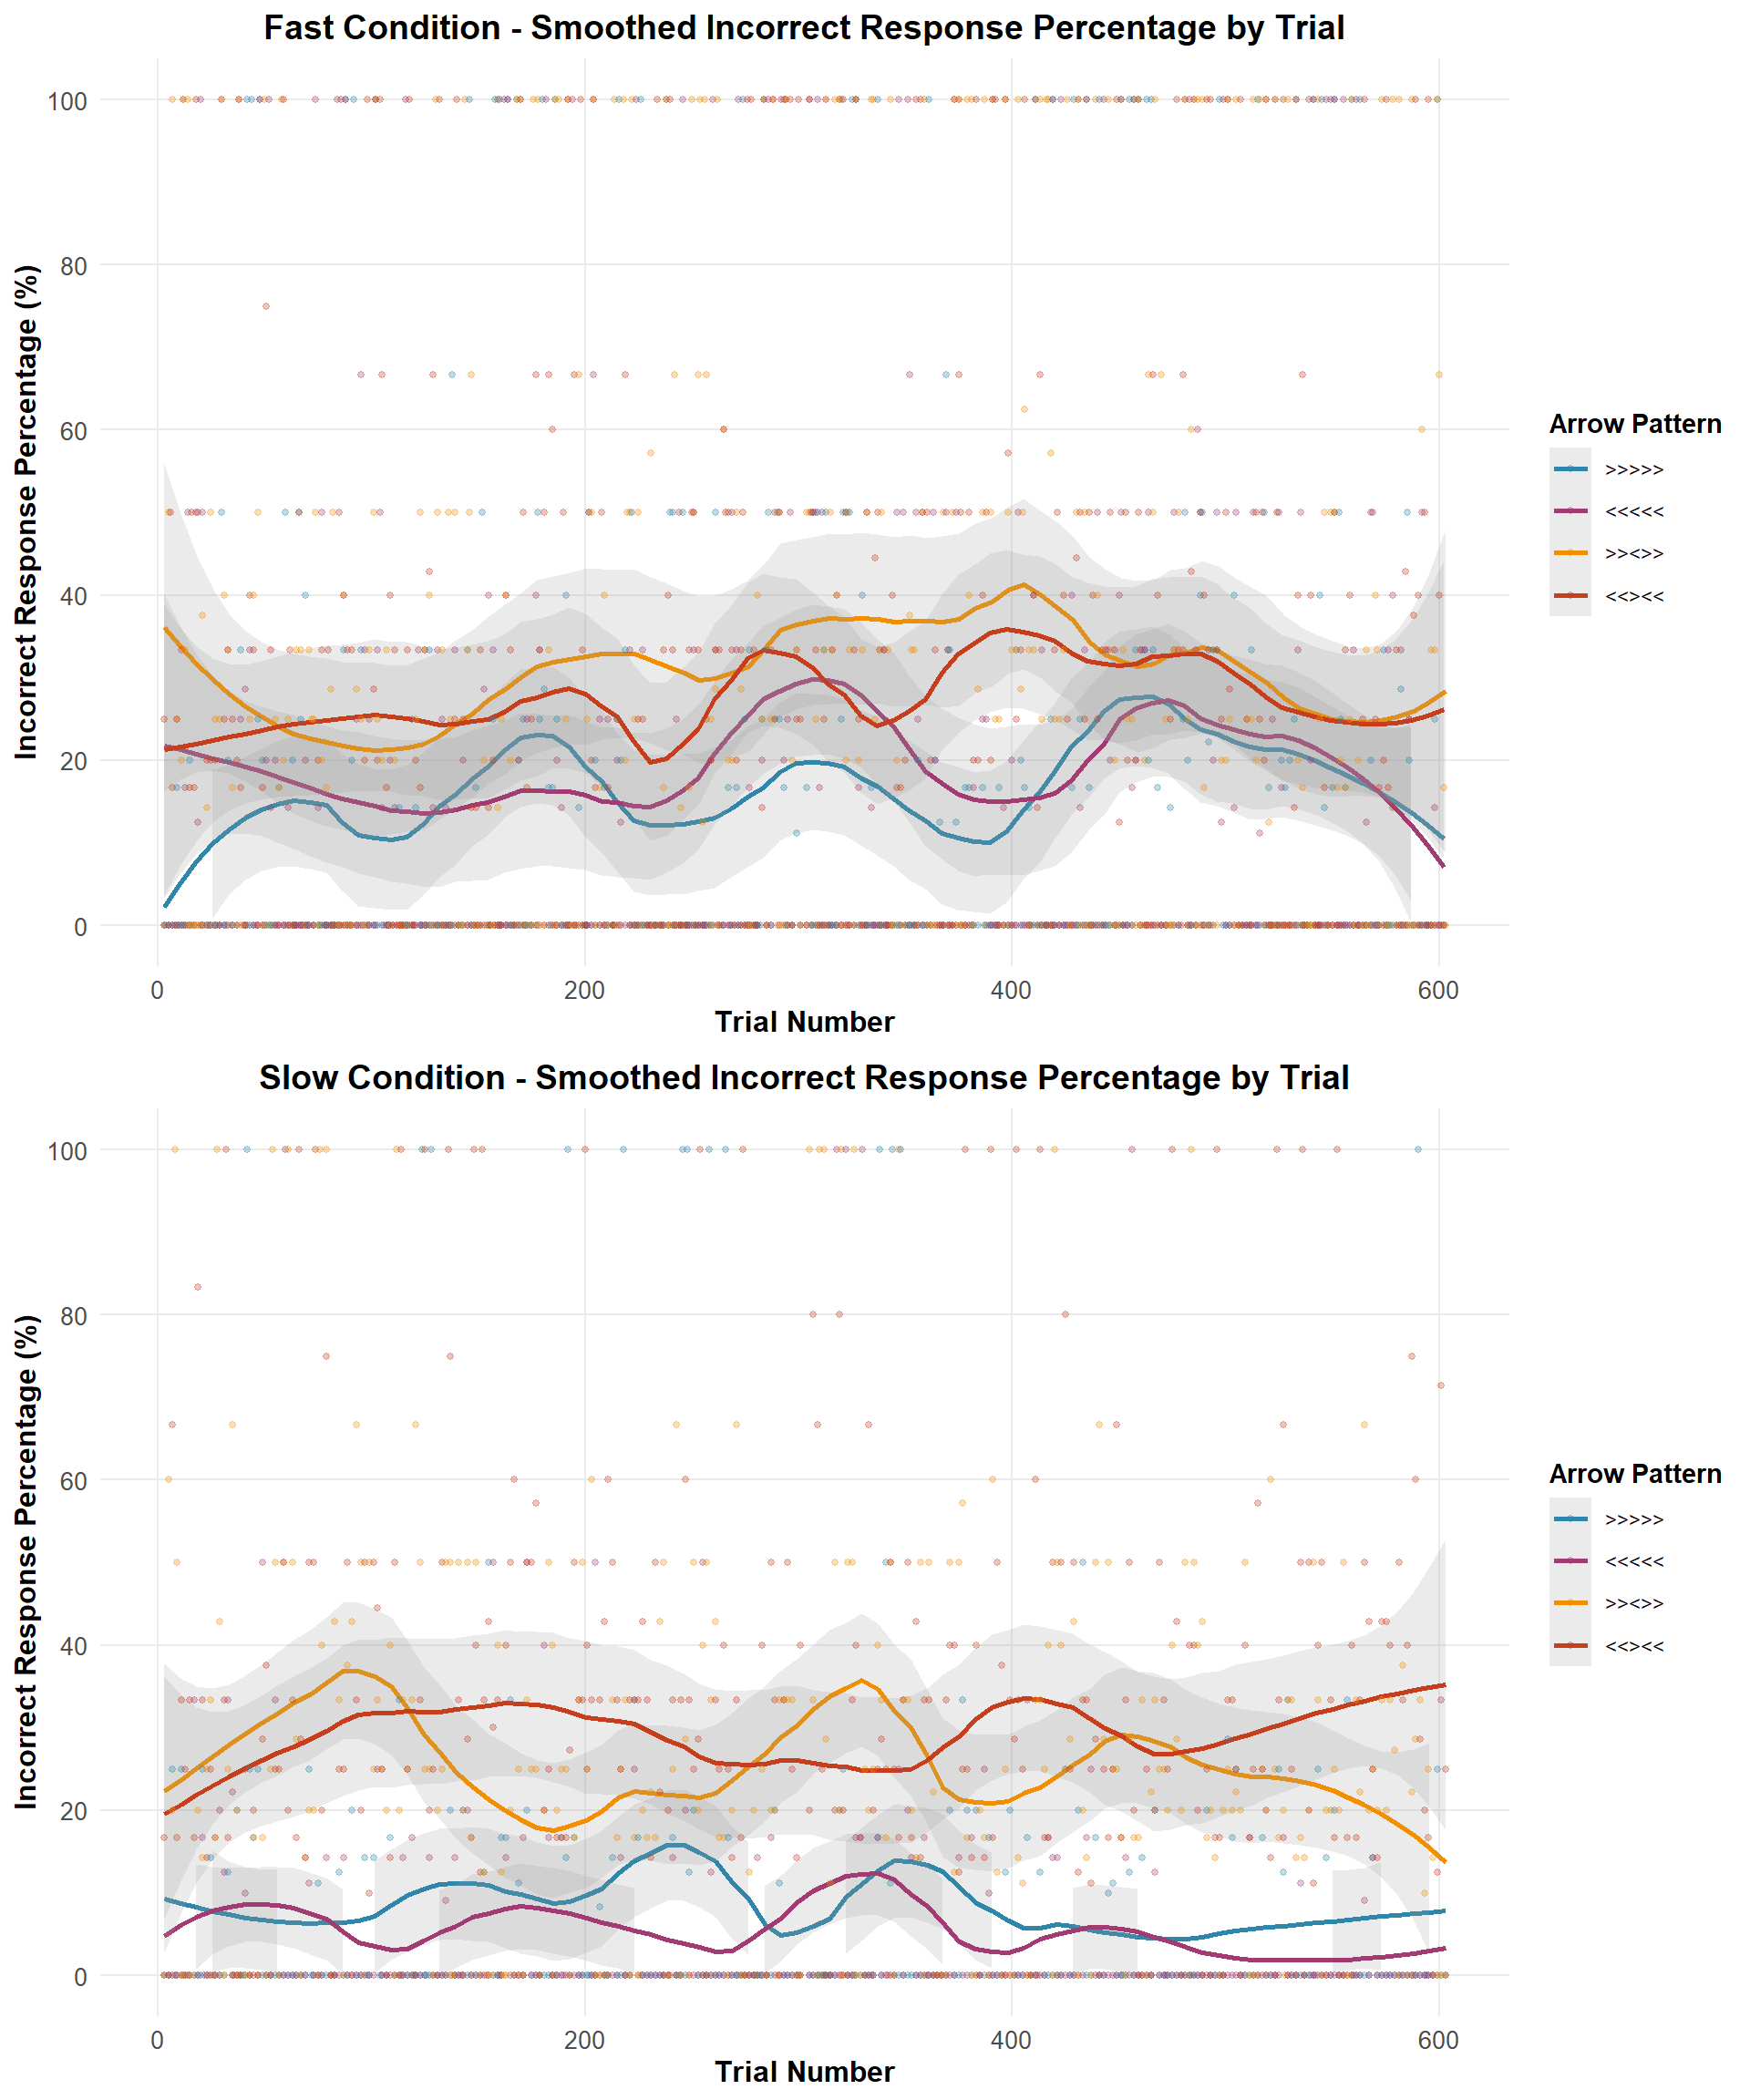 Fast Condition - Smoothed Incorrect Response Percentage by Trial
Incorrect Response Percentage (%)
100
80
60
40
20
0
0 200 400 600
Trial Number
Arrow Pattern
>>>>>
<<<<<
>><>>
<<><<
Slow Condition - Smoothed Incorrect Response Percentage by Trial
Incorrect Response Percentage (%)
100
80
60
40
20
0
0 200 400 600
Trial Number
Arrow Pattern
>>>>>
<<<<<
>><>>
<<><<